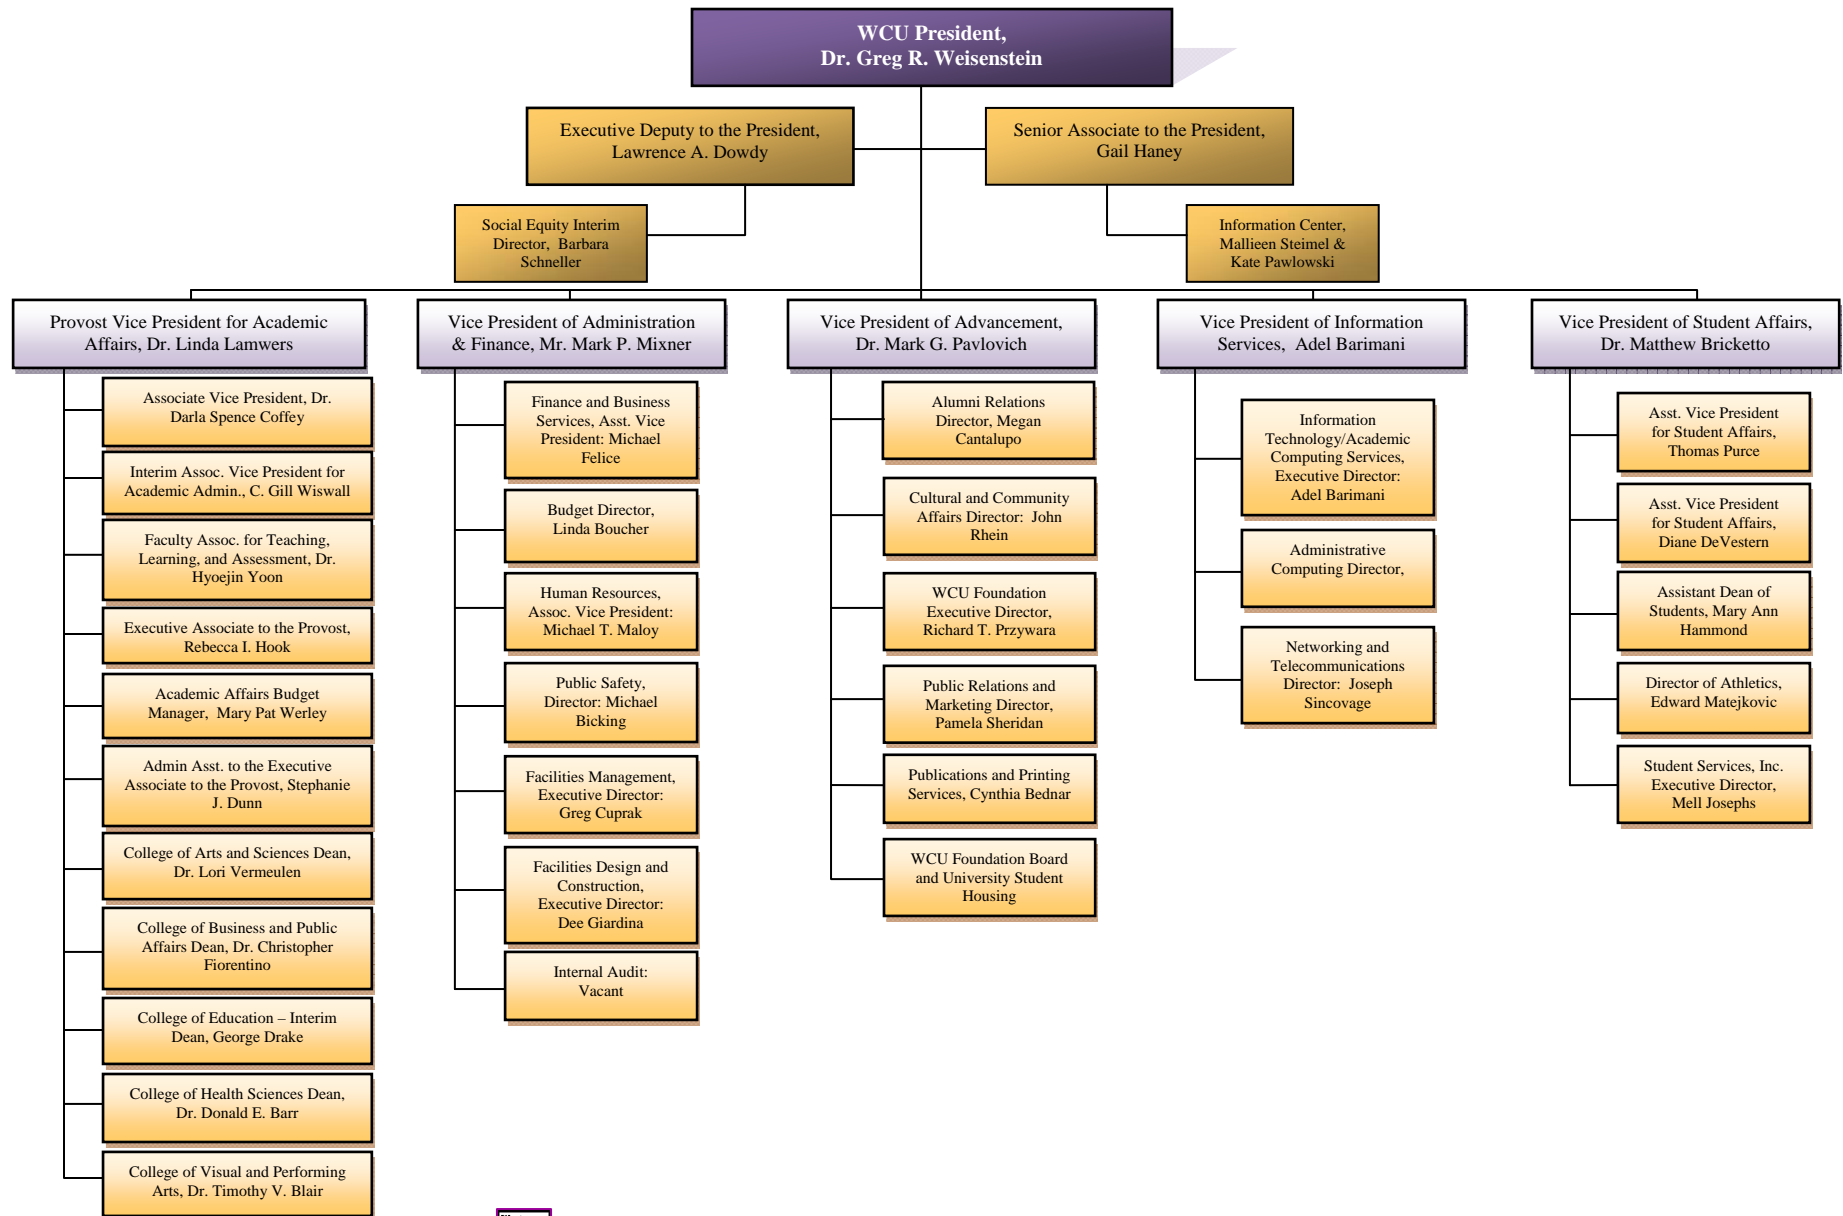 WCU President,
Dr. Greg R. Weisenstein
Executive Deputy to the President,
Lawrence A. Dowdy
Senior Associate to the President,
Gail Haney
Social Equity Interim
Director, Barbara
Schneller
Information Center,
Mallieen Steimel &
Kate Pawlowski
Provost Vice President for Academic
Affairs, Dr. Linda Lamwers
Associate Vice President, Dr.
Darla Spence Coffey
Interim Assoc. Vice President for
Academic Admin., C. Gill Wiswall
Faculty Assoc. for Teaching,
Learning, and Assessment, Dr.
Hyoejin Yoon
Executive Associate to the Provost,
Rebecca I. Hook
Academic Affairs Budget
Manager, Mary Pat Werley
Admin Asst. to the Executive
Associate to the Provost, Stephanie
J. Dunn
College of Arts and Sciences Dean,
Dr. Lori Vermeulen
College of Business and Public
Affairs Dean, Dr. Christopher
Fiorentino
College of Education – Interim
Dean, George Drake
College of Health Sciences Dean,
Dr. Donald E. Barr
College of Visual and Performing
Arts, Dr. Timothy V. Blair
Vice President of Administration
& Finance, Mr. Mark P. Mixner
Finance and Business
Services, Asst. Vice
President: Michael
Felice
Budget Director,
Linda Boucher
Human Resources,
Assoc. Vice President:
Michael T. Maloy
Public Safety,
Director: Michael
Bicking
Facilities Management,
Executive Director:
Greg Cuprak
Facilities Design and
Construction,
Executive Director:
Dee Giardina
Internal Audit:
Vacant
Vice President of Advancement,
Dr. Mark G. Pavlovich
Alumni Relations
Director, Megan
Cantalupo
Cultural and Community
Affairs Director: John
Rhein
WCU Foundation
Executive Director,
Richard T. Przywara
Public Relations and
Marketing Director,
Pamela Sheridan
Publications and Printing
Services, Cynthia Bednar
WCU Foundation Board
and University Student
Housing
Vice President of Information
Services, Adel Barimani
Information
Technology/Academic
Computing Services,
Executive Director:
Adel Barimani
Administrative
Computing Director,
Networking and
Telecommunications
Director: Joseph
Sincovage
Vice President of Student Affairs,
Dr. Matthew Bricketto
Asst. Vice President
for Student Affairs,
Thomas Purce
Asst. Vice President
for Student Affairs,
Diane DeVestern
Assistant Dean of
Students, Mary Ann
Hammond
Director of Athletics,
Edward Matejkovic
Student Services, Inc.
Executive Director,
Mell Josephs